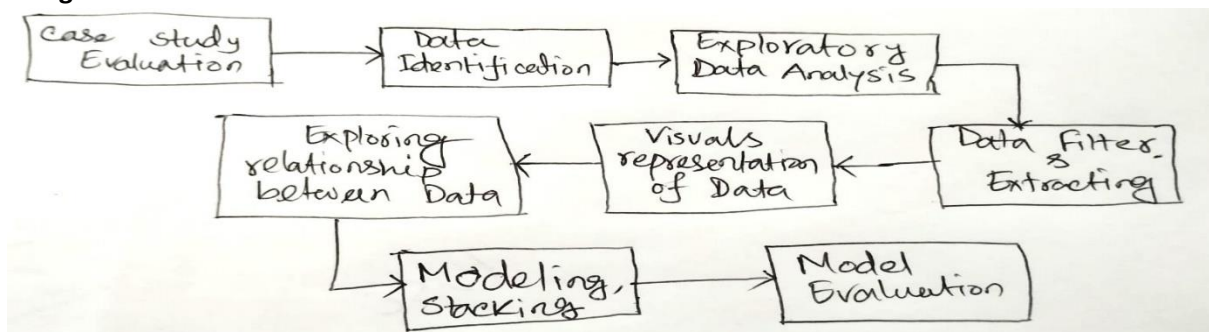 Case study
Evaluation
Data
Identification
Exploratory
Data Analysis
Data Filter
&
Extracting
Visuals
representation
of Data
Exploring
relationship
between Data
Modeling,
Stacking
Model
Evaluation